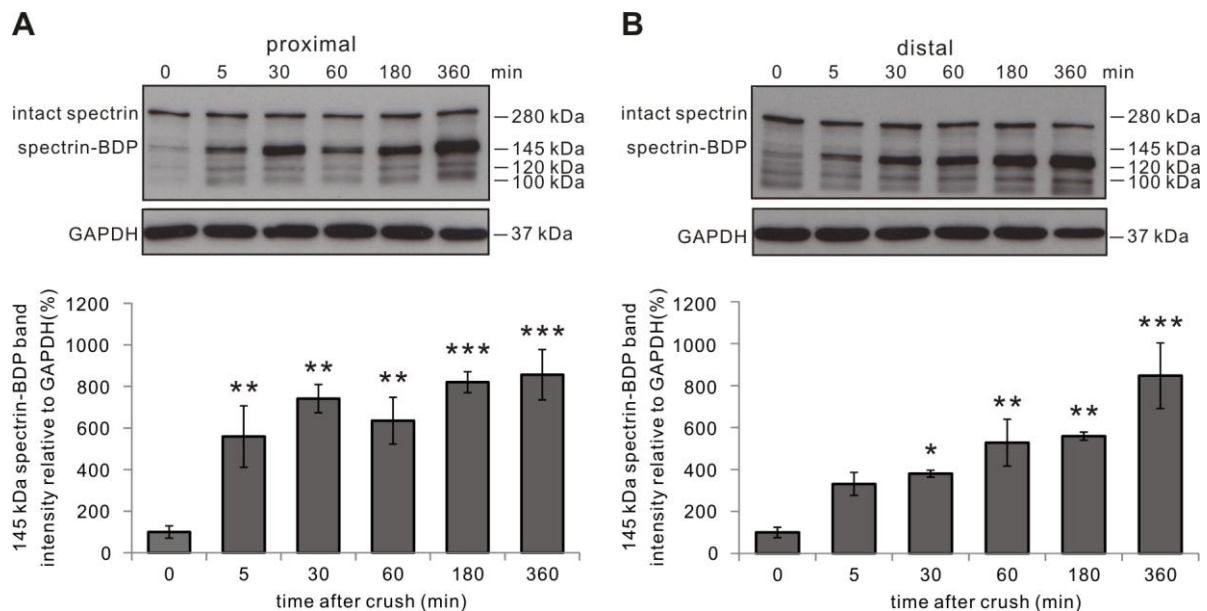 A
proximal
0 5 30 60 180 360 min
intact spectrin
280 kDa
spectrin-BDP
145 kDa
120 kDa
100 kDa
GAPDH
37 kDa
145 kDa spectrin-BDP band
intensity relative to GAPDH(%)
1200
1000
800
600
400
200
0
** ** ** *** ***
0 5 30 60 180 360
time after crush (min)
B
distal
0 5 30 60 180 360 min
intact spectrin
280 kDa
spectrin-BDP
145 kDa
120 kDa
100 kDa
GAPDH
37 kDa
145 kDa spectrin-BDP band
intensity relative to GAPDH(%)
1200
1000
800
600
400
200
0
* ** ** ***
0 5 30 60 180 360
time after crush (min)